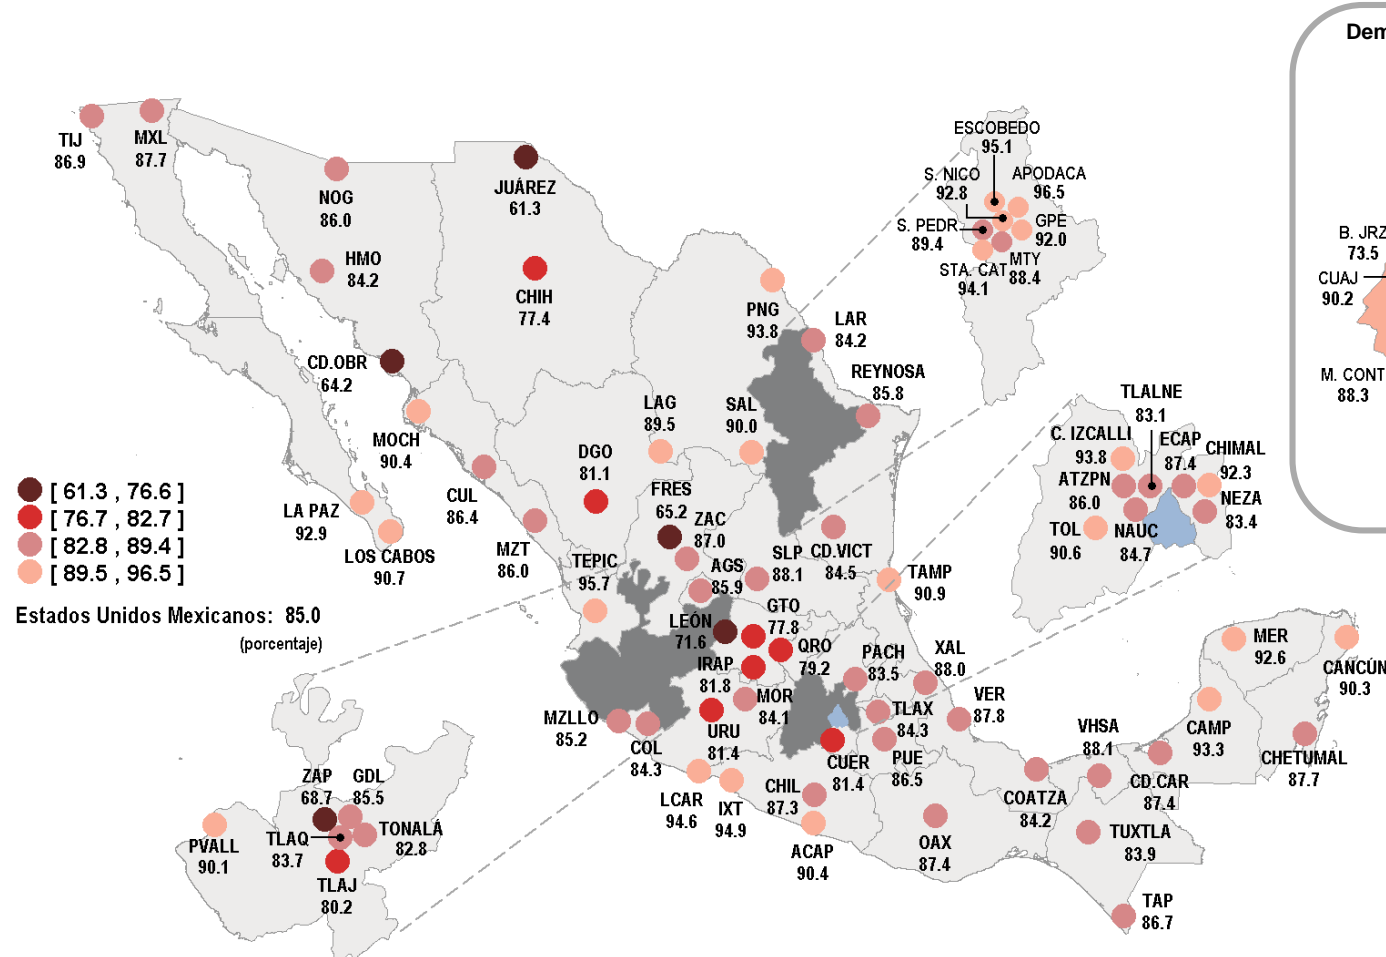 Dem
ESCOBEDO
95.1
S. NICO
92.8
APODACA
96.5
S. PEDR
89.4
GPE
92.0
STA. CAT
94.1
MTY
88.4
B. JRZ
73.5
CUAJ
90.2
M. CONT
88.3
TIJ
86.9
MXL
87.7
NOG
86.0
JUÁREZ
61.3
HMO
84.2
CHIH
77.4
PNG
93.8
LAR
84.2
CD.OBR
64.2
REYNOSA
85.8
MOCH
90.4
LAG
89.5
SAL
90.0
DGO
81.1
CUL
86.4
FRES
65.2
ZAC
87.0
LA PAZ
92.9
LOS CABOS
90.7
MZT
86.0
TEPIC
95.7
AGS
85.9
SLP
88.1
CD.VICT
84.5
TAMP
90.9
TLALNE
83.1
C. IZCALLI
93.8
ECAP
87.4
CHIMAL
92.3
ATZPN
86.0
NEZA
83.4
TOL
90.6
NAUC
84.7
[ 61.3 , 76.6 ]
[ 76.7 , 82.7 ]
[ 82.8 , 89.4 ]
[ 89.5 , 96.5 ]
Estados Unidos Mexicanos: 85.0
(porcentaje)
LEÓN
71.6
GTO
77.8
QRO
79.2
IRAP
81.8
PACH
83.5
XAL
88.0
MOR
84.1
URU
81.4
MZLLO
85.2
COL
84.3
TLAX
84.3
VER
87.8
CUER
81.4
PUE
86.5
LCAR
94.6
IXT
94.9
CHIL
87.3
ACAP
90.4
OAX
87.4
COATZA
84.2
VHSA
88.1
CD.CAR
87.4
TUXTLA
83.9
TAP
86.7
MER
92.6
CANCÚN
90.3
CAMP
93.3
CHETUMAL
87.7
ZAP
68.7
GDL
85.5
PVALL
90.1
TLAQ
83.7
TONALÁ
82.8
TLAJ
80.2